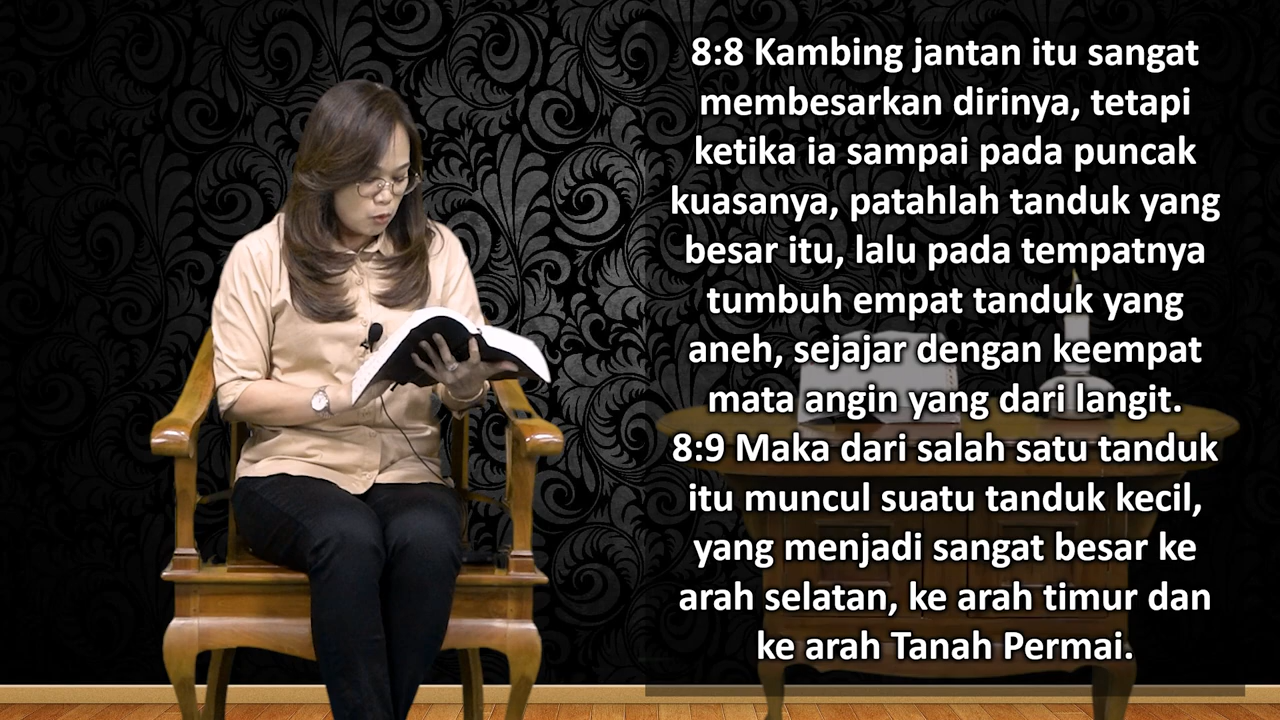 8:8 Kambing jantan itu sangat
membesarkan dirinya, tetapi
ketika ia sampai pada puncak
kuasanya, patahlah tanduk yang
besar itu, lalu pada tempatnya
tumbuh empat tanduk yang
aneh, sejajar dengan keempat
mata angin yang dari langit.
8:9 Maka dari salah satu tanduk
itu muncul suatu tanduk kecil,
yang menjadi sangat besar ke
arah selatan, ke arah timur dan
ke arah Tanah Permai.